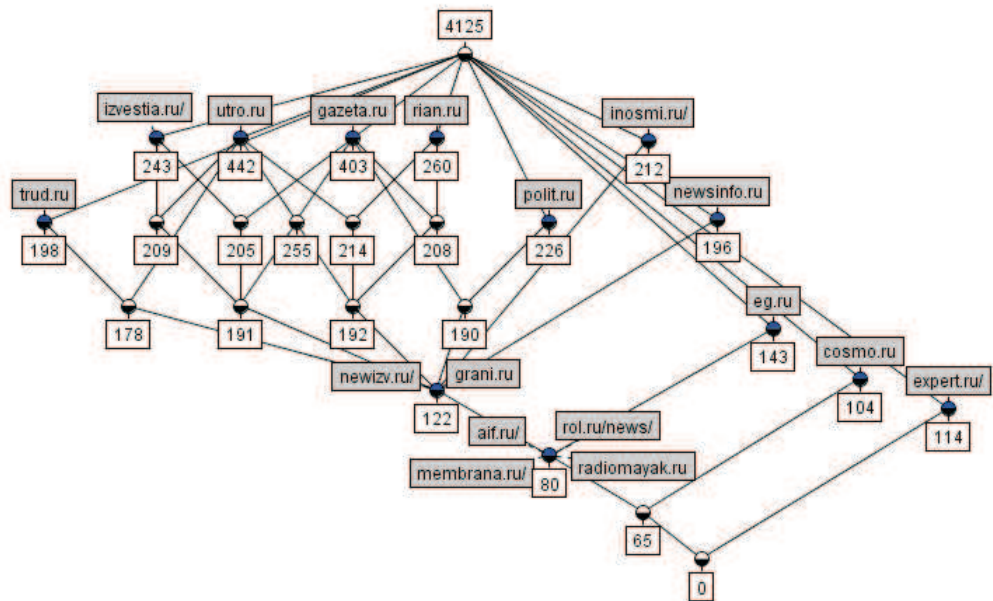 4125
izvestia.ru/
utro.ru
gazeta.ru
rian.ru
inosmi.ru/
243
442
403
260
212
trud.ru
polit.ru
newsinfo.ru
198
209
205
255
214
208
226
196
178
191
192
190
eg.ru
143
newizv.ru/
grani.ru
cosmo.ru
122
104
expert.ru/
aif.ru/
rol.ru/news/
114
membrana.ru/
80
radiomayak.ru
65
0